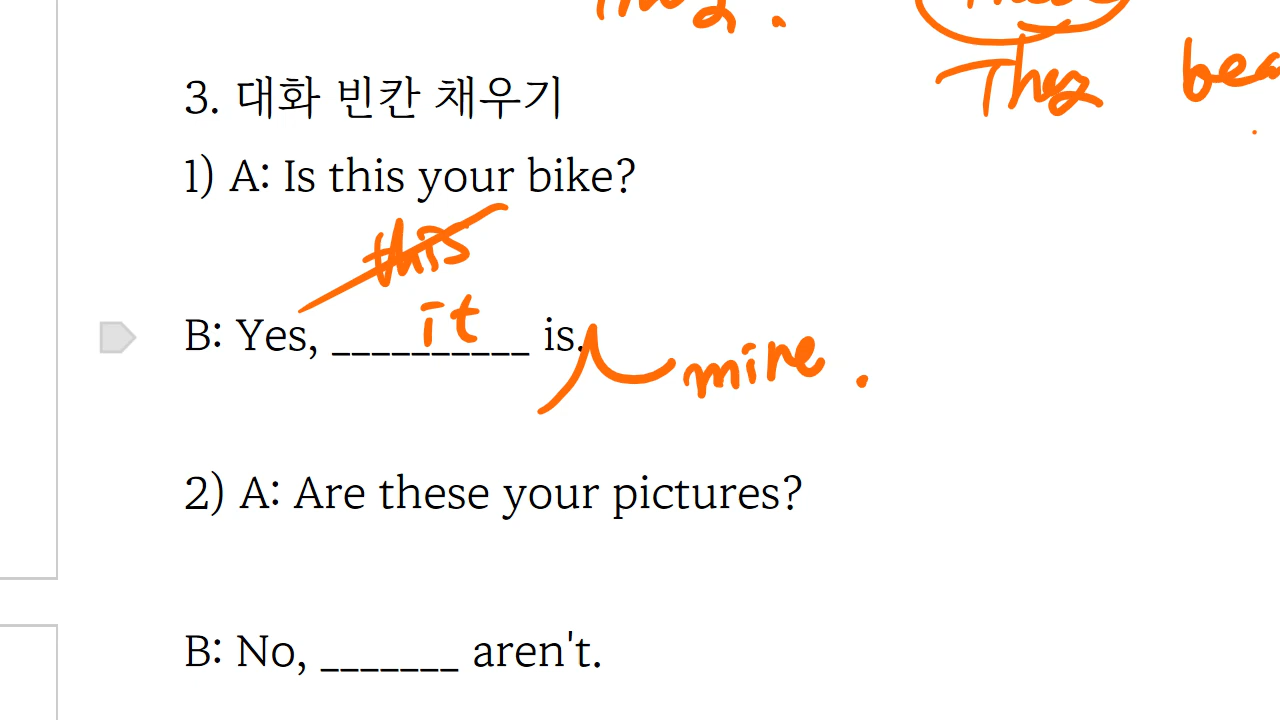 They
3. 대화 빈칸 채우기
1) A: Is this your bike?
this
it
B: Yes, __________ is.
mine.
2) A: Are these your pictures?
B: No, _______ aren't.